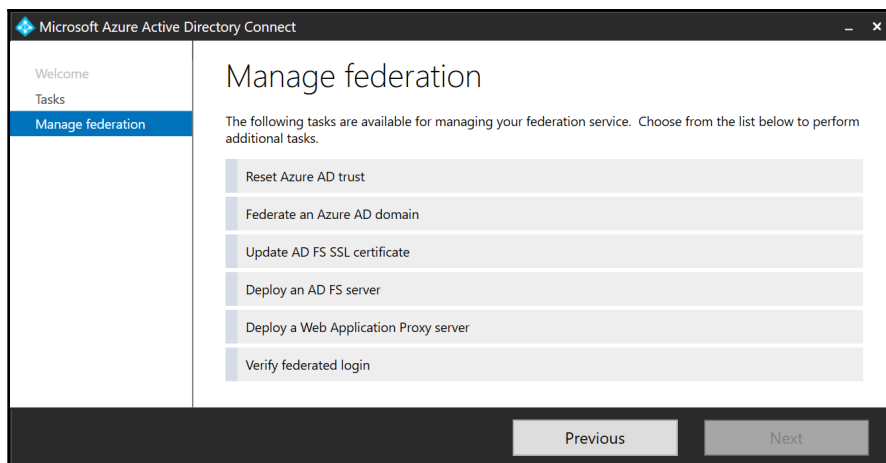 Microsoft Azure Active Directory Connect
Welcome
Tasks
Manage federation
Manage federation
The following tasks are available for managing your federation service. Choose from the list below to perform
additional tasks.
Reset Azure AD trust
Federate an Azure AD domain
Update AD FS SSL certificate
Deploy an AD FS server
Deploy a Web Application Proxy server
Verify federated login
Previous
Next